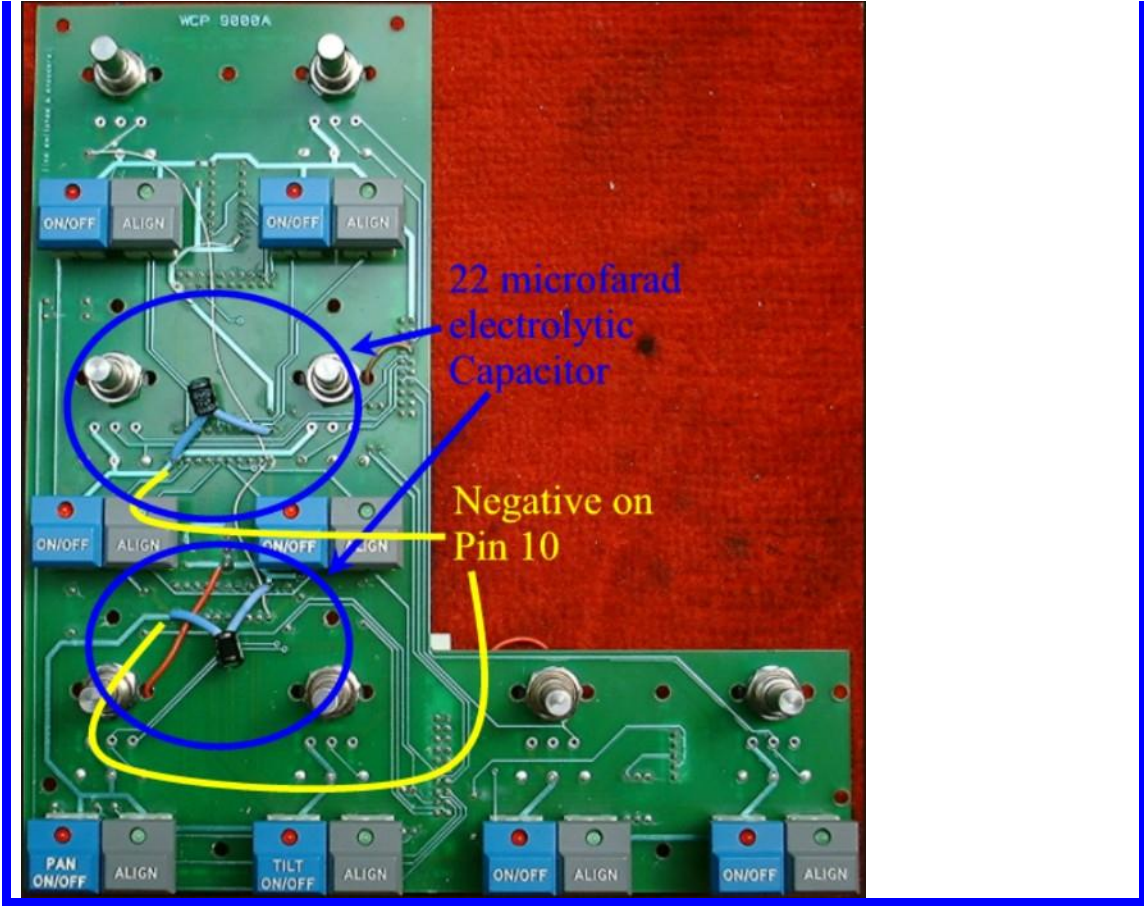 WCP 9000A
ON/OFF ALIGN ON/OFF ALIGN
22 microfarad
electrolytic
Capacitor
Negative on
Pin 10
ON/OFF ALIGN ON/OFF ALIGN
PAN
ON/OFF
ALIGN
TILT
ON/OFF
ALIGN
ON/OFF
ALIGN
ON/OFF
ALIGN